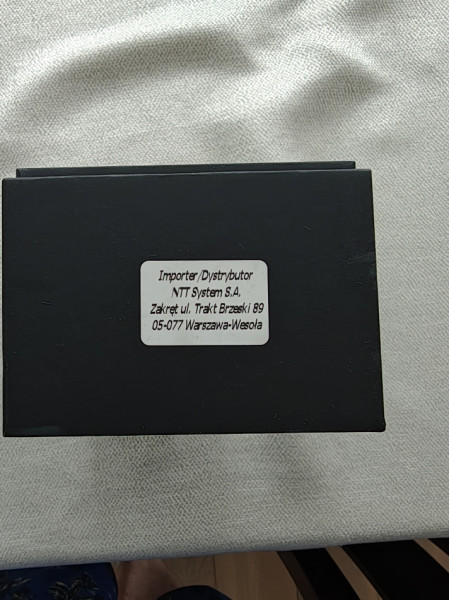 Importer/Dystrybutor
NTT System S.A.
Zakręt ul. Trakt Brzeski 89
05-077 Warszawa-Wesoła